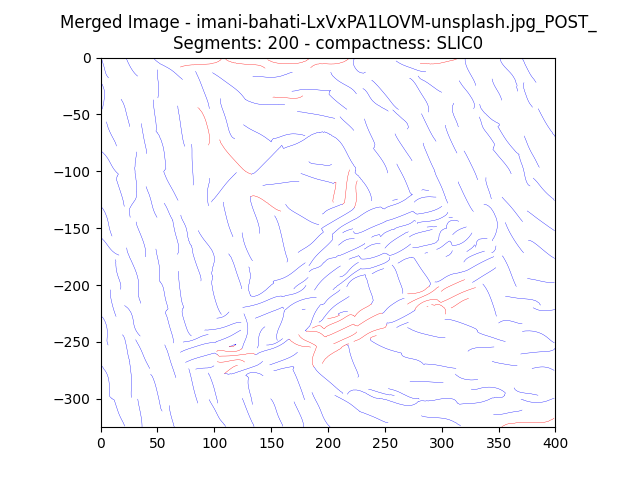 Merged Image - imani-bahati-LxVxPA1LOVM-unsplash.jpg_POST_
Segments: 200 - compactness: SLIC0
0
−50
−100
−150
−200
−250
−300
0 50 100 150 200 250 300 350 400